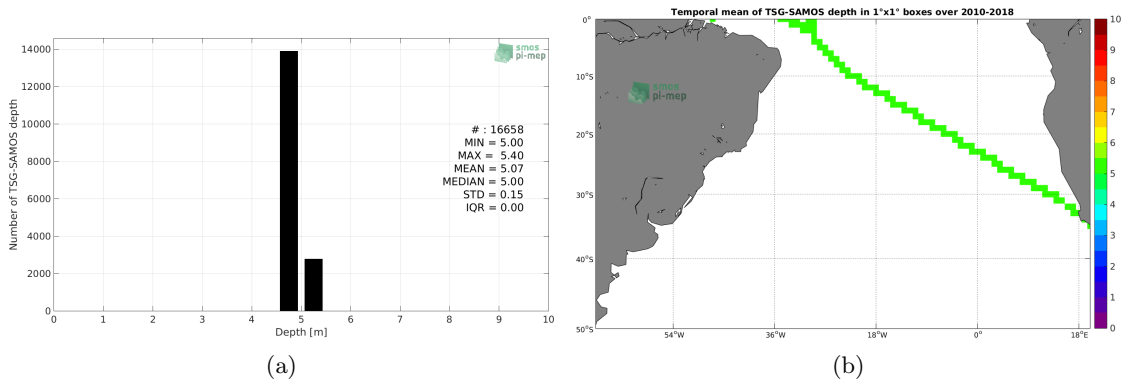 Number of TSG-SAMOS depth
14000
12000
10000
8000
6000
4000
2000
0
smos
pi-mep
# : 16658
MIN = 5.00
MAX = 5.40
MEAN = 5.07
MEDIAN = 5.00
STD = 0.15
IQR = 0.00
0 1 2 3 4 5 6 7 8 9 10
Depth [m]
(a)
Temporal mean of TSG-SAMOS depth in 1°x1° boxes over 2010-2018
0°
10°S
20°S
30°S
40°S
50°S
smos
pi-mep
54°W 36°W 18°W 0° 18°E
10
9
8
7
6
5
4
3
2
1
0
(b)